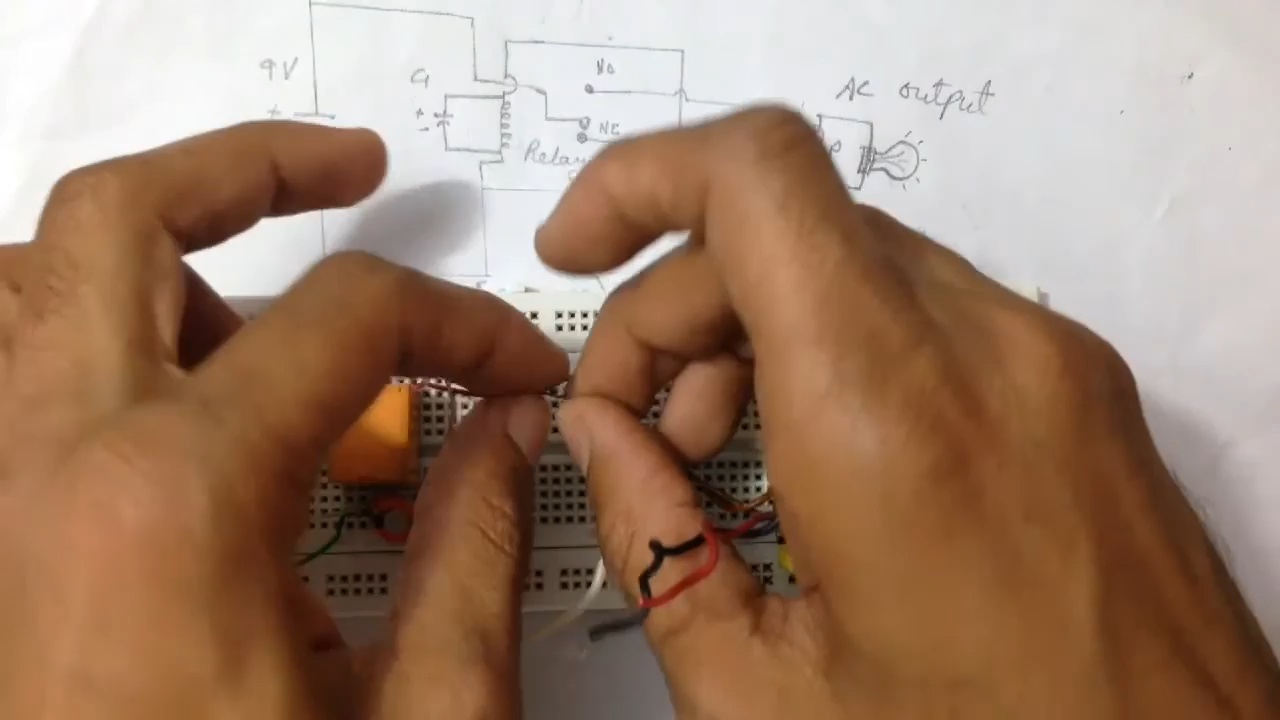 9V
C1
+
-
+
NO
NC
Relay
AC output